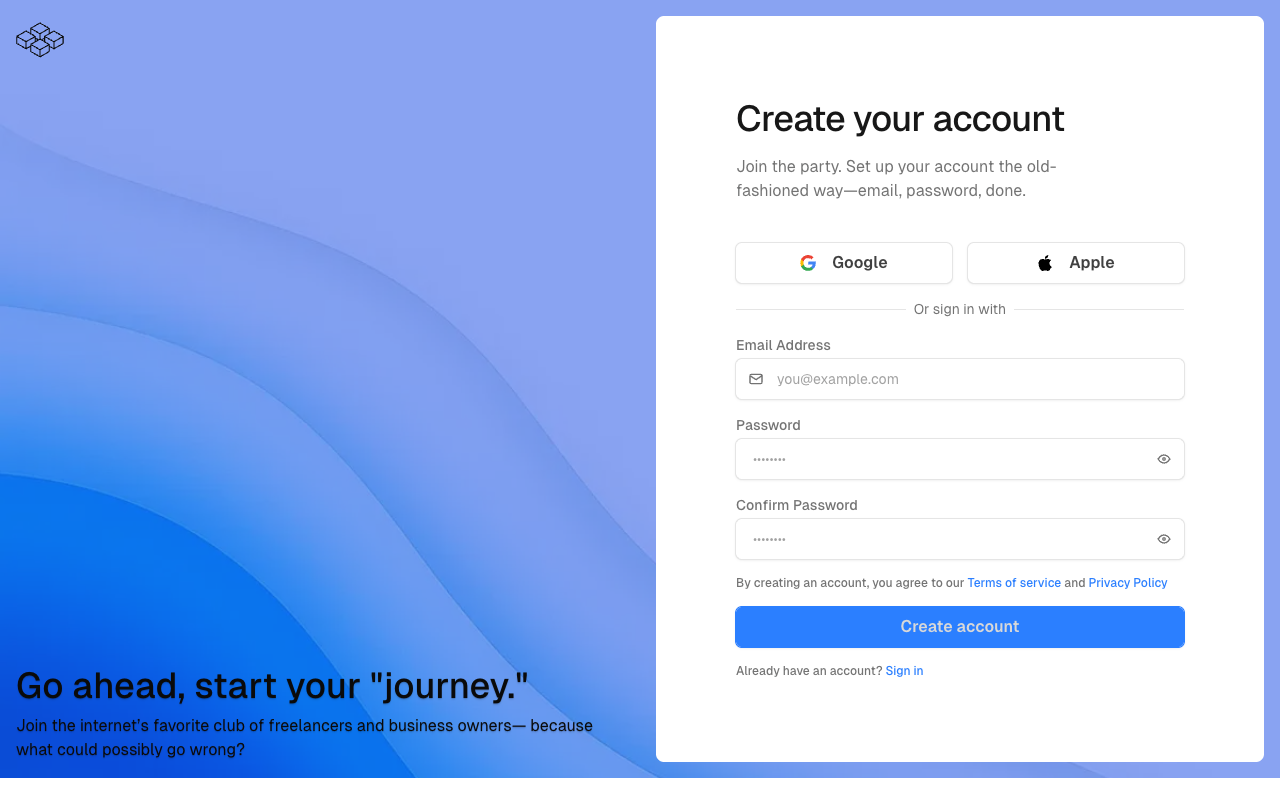 Create your account
Join the party. Set up your account the old-
fashioned way—email, password, done.
Google
Apple
Or sign in with
Email Address
you@example.com
Password
••••••••
Confirm Password
••••••••
By creating an account, you agree to our Terms of service and Privacy Policy
Create account
Already have an account? Sign in
Go ahead, start your "journey."
Join the internet's favorite club of freelancers and business owners— because
what could possibly go wrong?